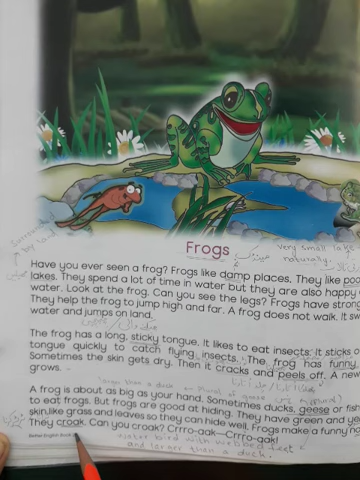 very small lake
naturally.
Frogs
Have you ever seen a frog? Frogs like damp places. They like
lakes. They spend a lot of time in water but they are also happy
water. Look at the frog. Can you see the legs? Frogs have
They help the frog to jump high and far. A frog does not walk. It
water and jumps on land.
The frog has a long, sticky tongue. It likes to eat insects. It sticks
tongue quickly to catch flying insects. The frog has
Sometimes the skin gets dry. Then it cracks and peels off. A new
grows.
larger than a duck
A frog is about as big as your hand. Sometimes ducks, geese or
to eat frogs. But frogs are good at hiding. They have green and
skin like grass and leaves so they can hide well. Frogs make a funny
They croak. Can you croak? Crrro-aak—Crrro-aak!
Better English Book
water bird with webbed feet
and larger than a duck.